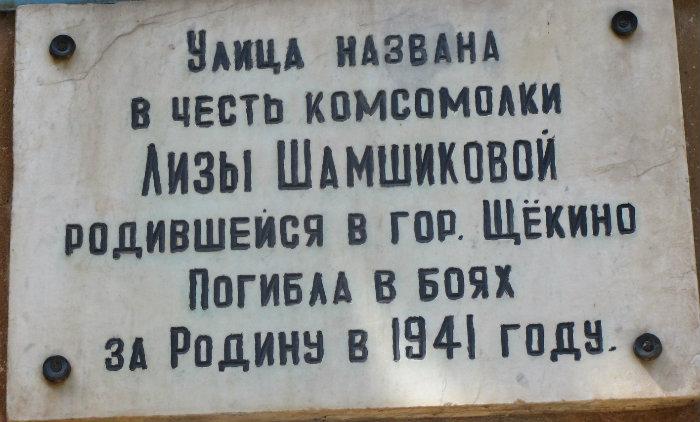 Улица названа
в честь комсомолки
Лизы Шамшиковой
родившейся в гор. Щёкино
Погибла в боях
за Родину в 1941 году.